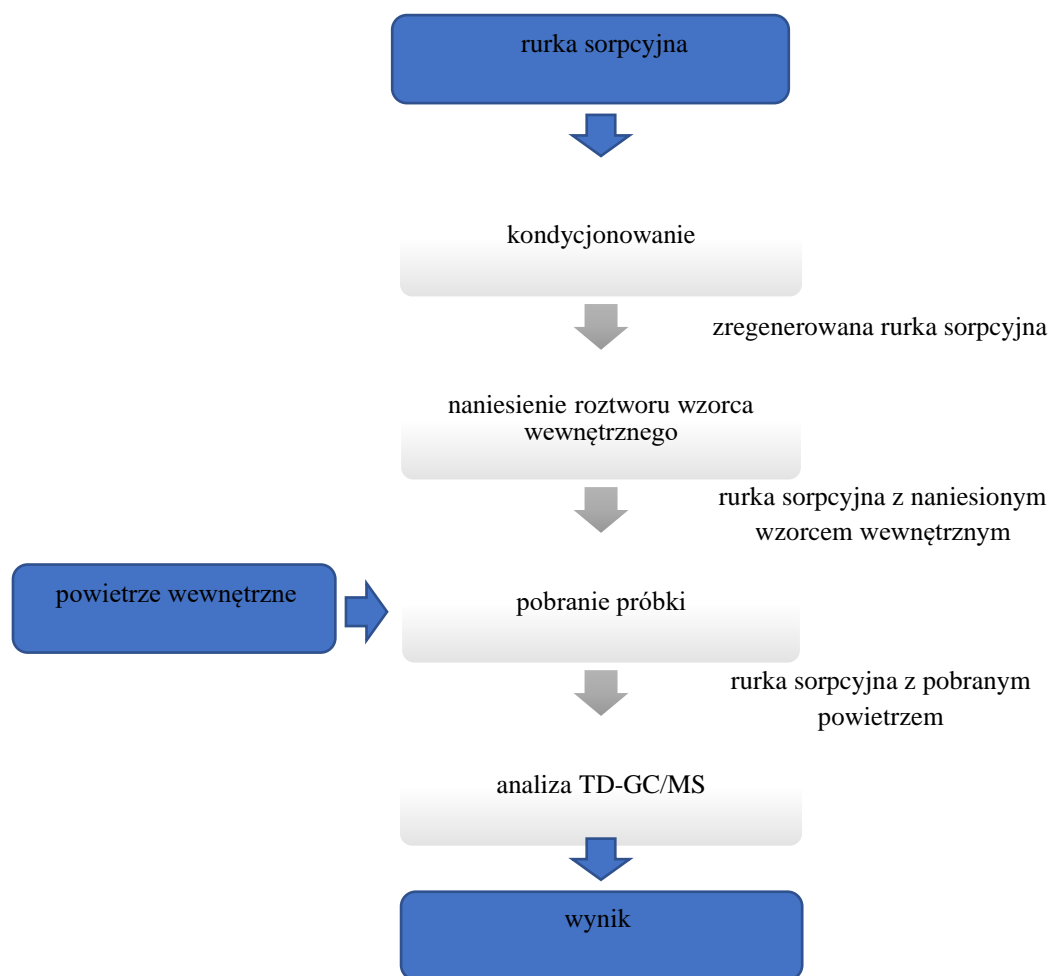 rurka sorpcyjna
kondycjonowanie
zregenerowana rurka sorpcyjna
naniesienie roztworu wzorca
wewnętrznego
rurka sorpcyjna z naniesionym
wzorcem wewnętrznym
powietrze wewnętrzne
pobranie próbki
rurka sorpcyjna z pobranym
powietrzem
analiza TD-GC/MS
wynik